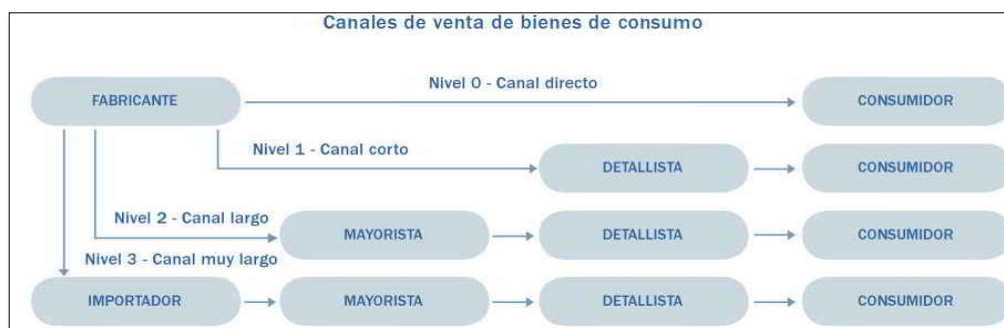 Canales de venta de bienes de consumo
Nivel 0 - Canal directo
FABRICANTE
CONSUMIDOR
Nivel 1 - Canal corto
DETALLISTA
CONSUMIDOR
Nivel 2 - Canal largo
MAYORISTA
DETALLISTA
CONSUMIDOR
Nivel 3 - Canal muy largo
IMPORTADOR
MAYORISTA
DETALLISTA
CONSUMIDOR